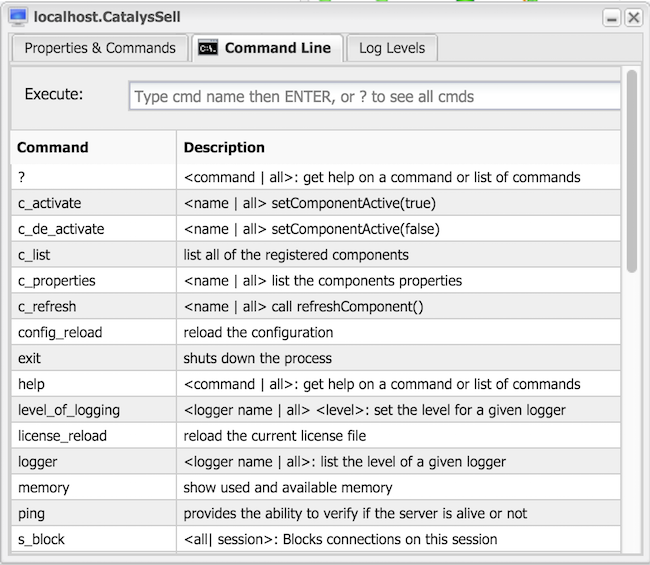 localhost.CatalysSell
Properties & Commands
C:\.
Command Line
Log Levels
Execute:
Type cmd name then ENTER, or ? to see all cmds
Command Description
? <command | all>: get help on a command or list of commands
c_activate <name | all> setComponentActive(true)
c_de_activate <name | all> setComponentActive(false)
c_list list all of the registered components
c_properties <name | all> list the components properties
c_refresh <name | all> call refreshComponent()
config_reload reload the configuration
exit shuts down the process
help <command | all>: get help on a command or list of commands
level_of_logging <logger name | all> <level>: set the level for a given logger
license_reload reload the current license file
logger <logger name | all>: list the level of a given logger
memory show used and available memory
ping provides the ability to verify if the server is alive or not
s_block <all| session>: Blocks connections on this session